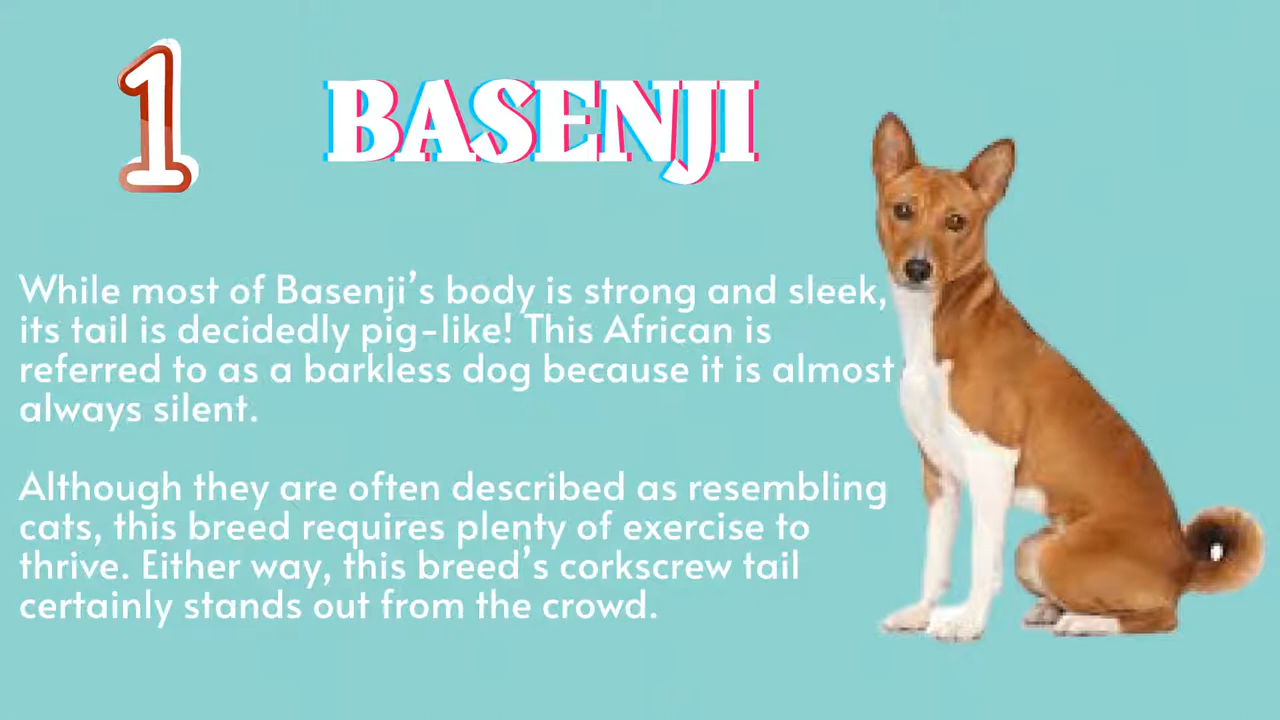 1
BASENJI
While most of Basenji’s body is strong and sleek,
its tail is decidedly pig-like! This African is
referred to as a barkless dog because it is almost
always silent.
Although they are often described as resembling
cats, this breed requires plenty of exercise to
thrive. Either way, this breed’s corkscrew tail
certainly stands out from the crowd.